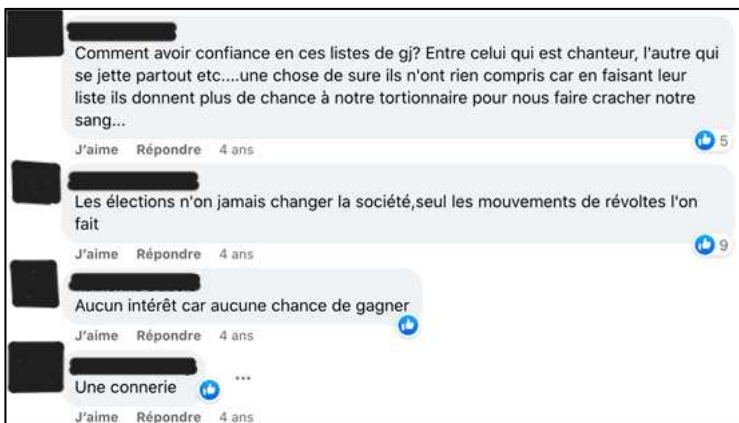 Comment avoir confiance en ces listes de gj? Entre celui qui est chanteur, l'autre qui
se jette partout etc....une chose de sure ils n'ont rien compris car en faisant leur
liste ils donnent plus de chance à notre tortionnaire pour nous faire cracher notre
sang...
5
J'aime Répondre 4 ans
Les élections n'on jamais changer la société,seul les mouvements de révoltes l'on
fait
9
J'aime Répondre 4 ans
Aucun intérêt car aucune chance de gagner
J'aime Répondre 4 ans
Une connerie
J'aime Répondre 4 ans